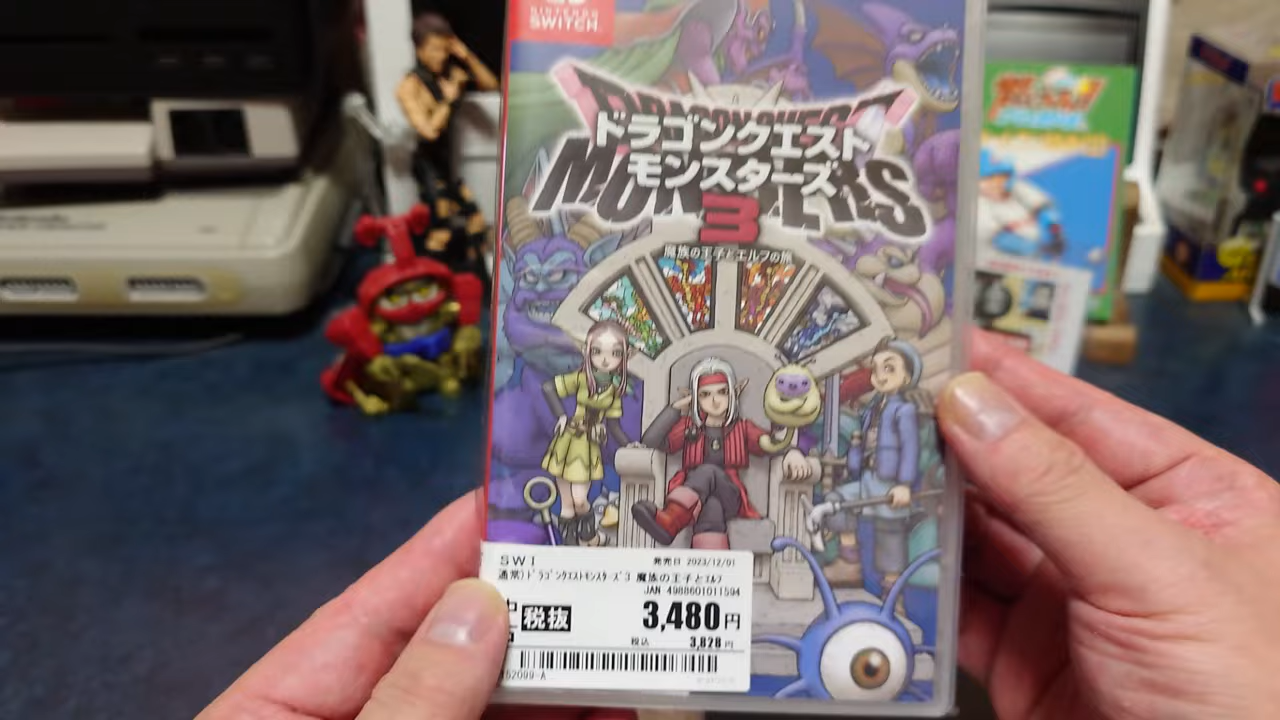 NINTENDO
SWITCH
DRAGON QUEST
ドラゴンクエスト
モンスターズ
MONSTERS
3
魔族の王子とエルフの旅
SWI
発売日 2023/12/01
通常)ﾄﾞﾗｺﾞﾝｸｴｽﾄﾓﾝｽﾀｰｽﾞ3 魔族の王子とｴﾙﾌ
JAN 4988601011594
税抜
3,480円
税込 3,828円